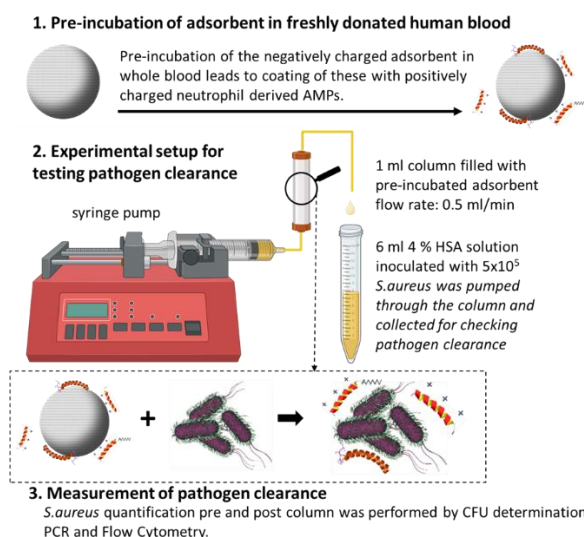 1. Pre-incubation of adsorbent in freshly donated human blood
Pre-incubation of the negatively charged adsorbent in
whole blood leads to coating of these with positively
charged neutrophil derived AMPs.
2. Experimental setup for
testing pathogen clearance
syringe pump
1 ml column filled with
pre-incubated adsorbent
flow rate: 0.5 ml/min
6 ml 4 % HSA solution
inoculated with 5x10⁵
S.aureus was pumped
through the column and
collected for checking
pathogen clearance
+
3. Measurement of pathogen clearance
S.aureus quantification pre and post column was performed by CFU determination
PCR and Flow Cytometry.